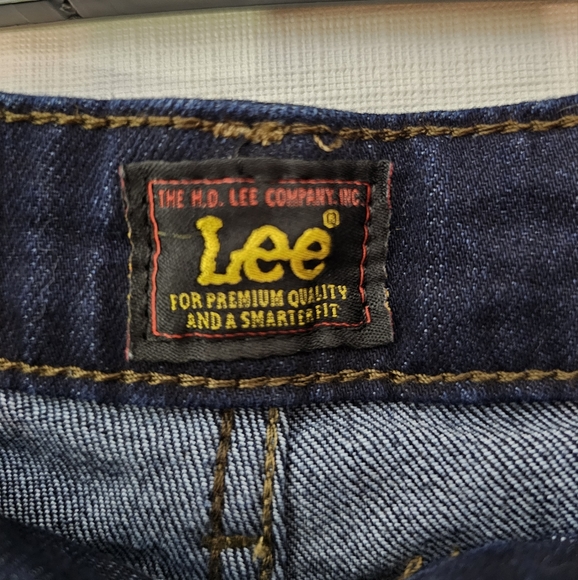 THE H.D. LEE COMPANY, INC.
Lee®
FOR PREMIUM QUALITY
AND A SMARTER FIT